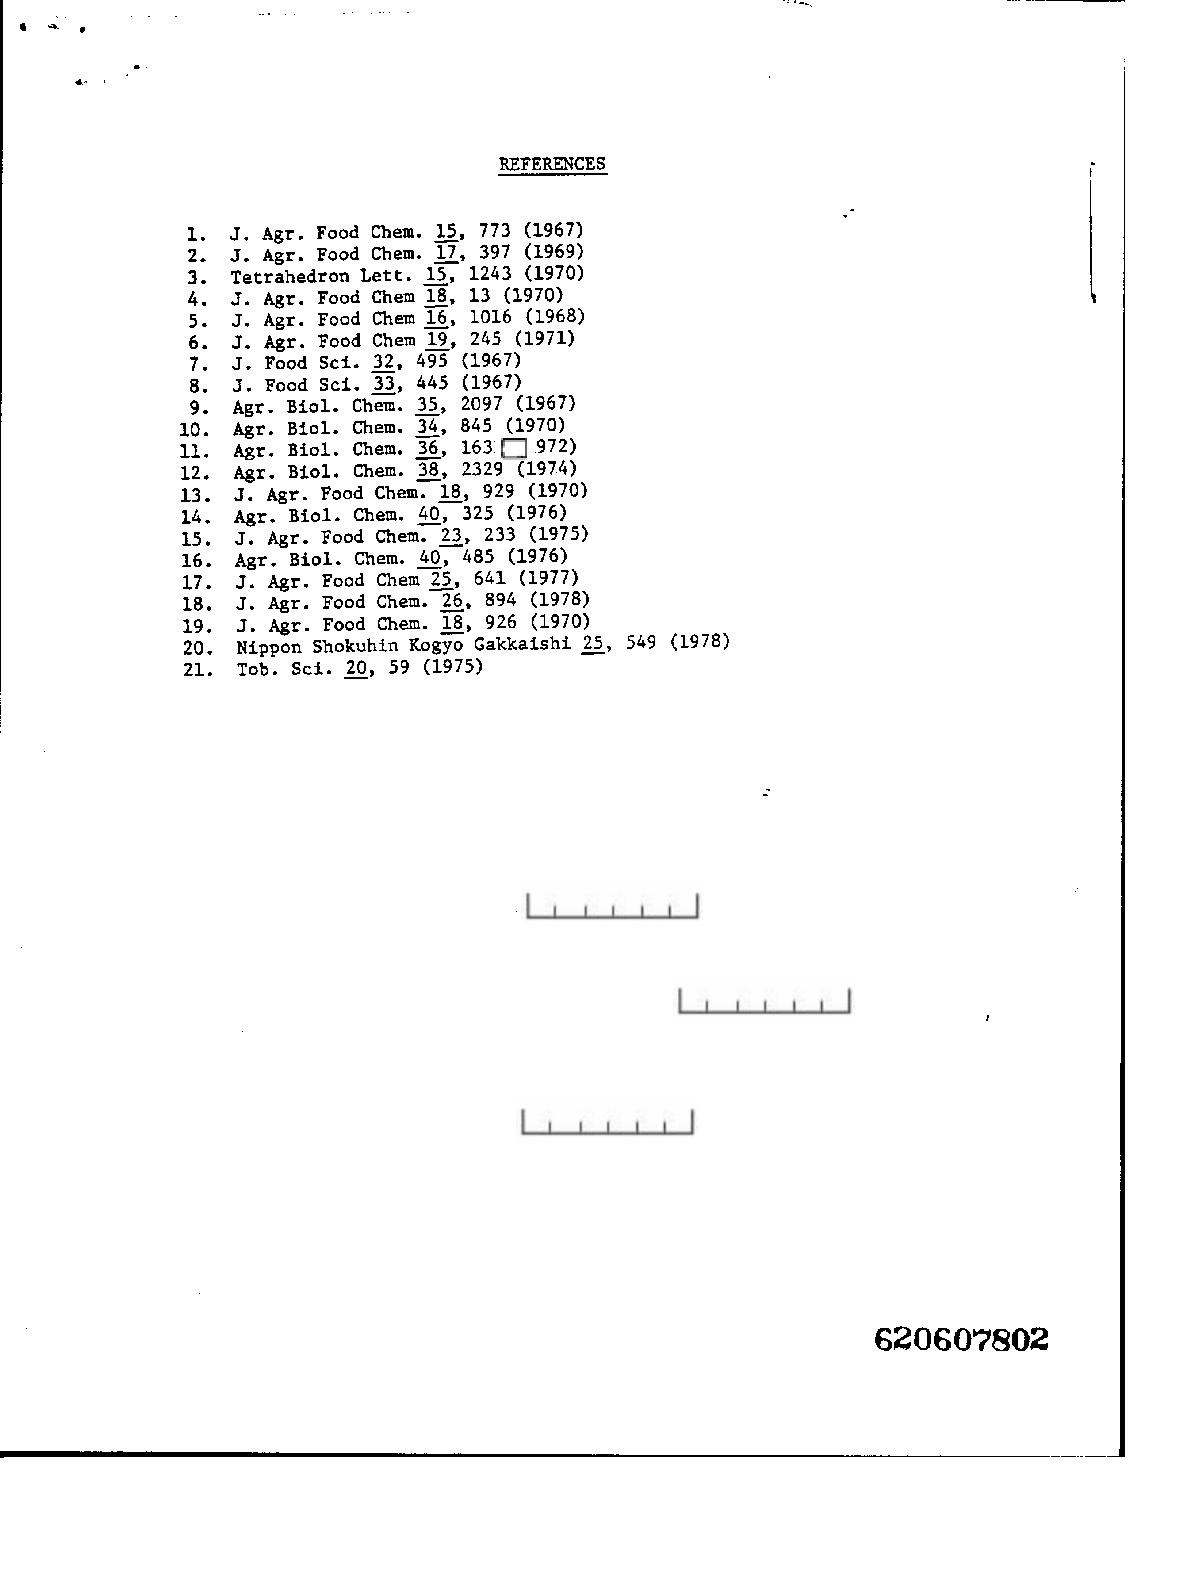 REFERENCES
1. J. Agr. Food Chem. 15, 773 (1967)
2. J. Agr. Food Chem. 17, 397 (1969)
3. Tetrahedron Lett. 15, 1243 (1970)
4. J. Agr. Food Chem 18, 13 (1970)
5. J. Agr. Food Chem 16, 1016 (1968)
6. J. Agr. Food Chem 19, 245 (1971)
7. J. Food Sci. 32, 495 (1967)
8. J. Food Sci. 33, 445 (1967)
9. Agr. Biol. Chem. 35, 2097 (1967)
10. Agr. Biol. Chem. 34, 845 (1970)
11. Agr. Biol. Chem. 36, 163 972)
12. Agr. Biol. Chem. 38, 2329 (1974)
13. J. Agr. Food Chem. 18, 929 (1970)
14. Agr. Biol. Chem. 40, 325 (1976)
15. J. Agr. Food Chem. 23, 233 (1975)
16. Agr. Biol. Chem. 40, 485 (1976)
17. J. Agr. Food Chem 25, 641 (1977)
18. J. Agr. Food Chem. 26, 894 (1978)
19. J. Agr. Food Chem. 18, 926 (1970)
20. Nippon Shokuhin Kogyo Gakkaishi 25, 549 (1978)
21. Tob. Sci. 20, 59 (1975)
620607802